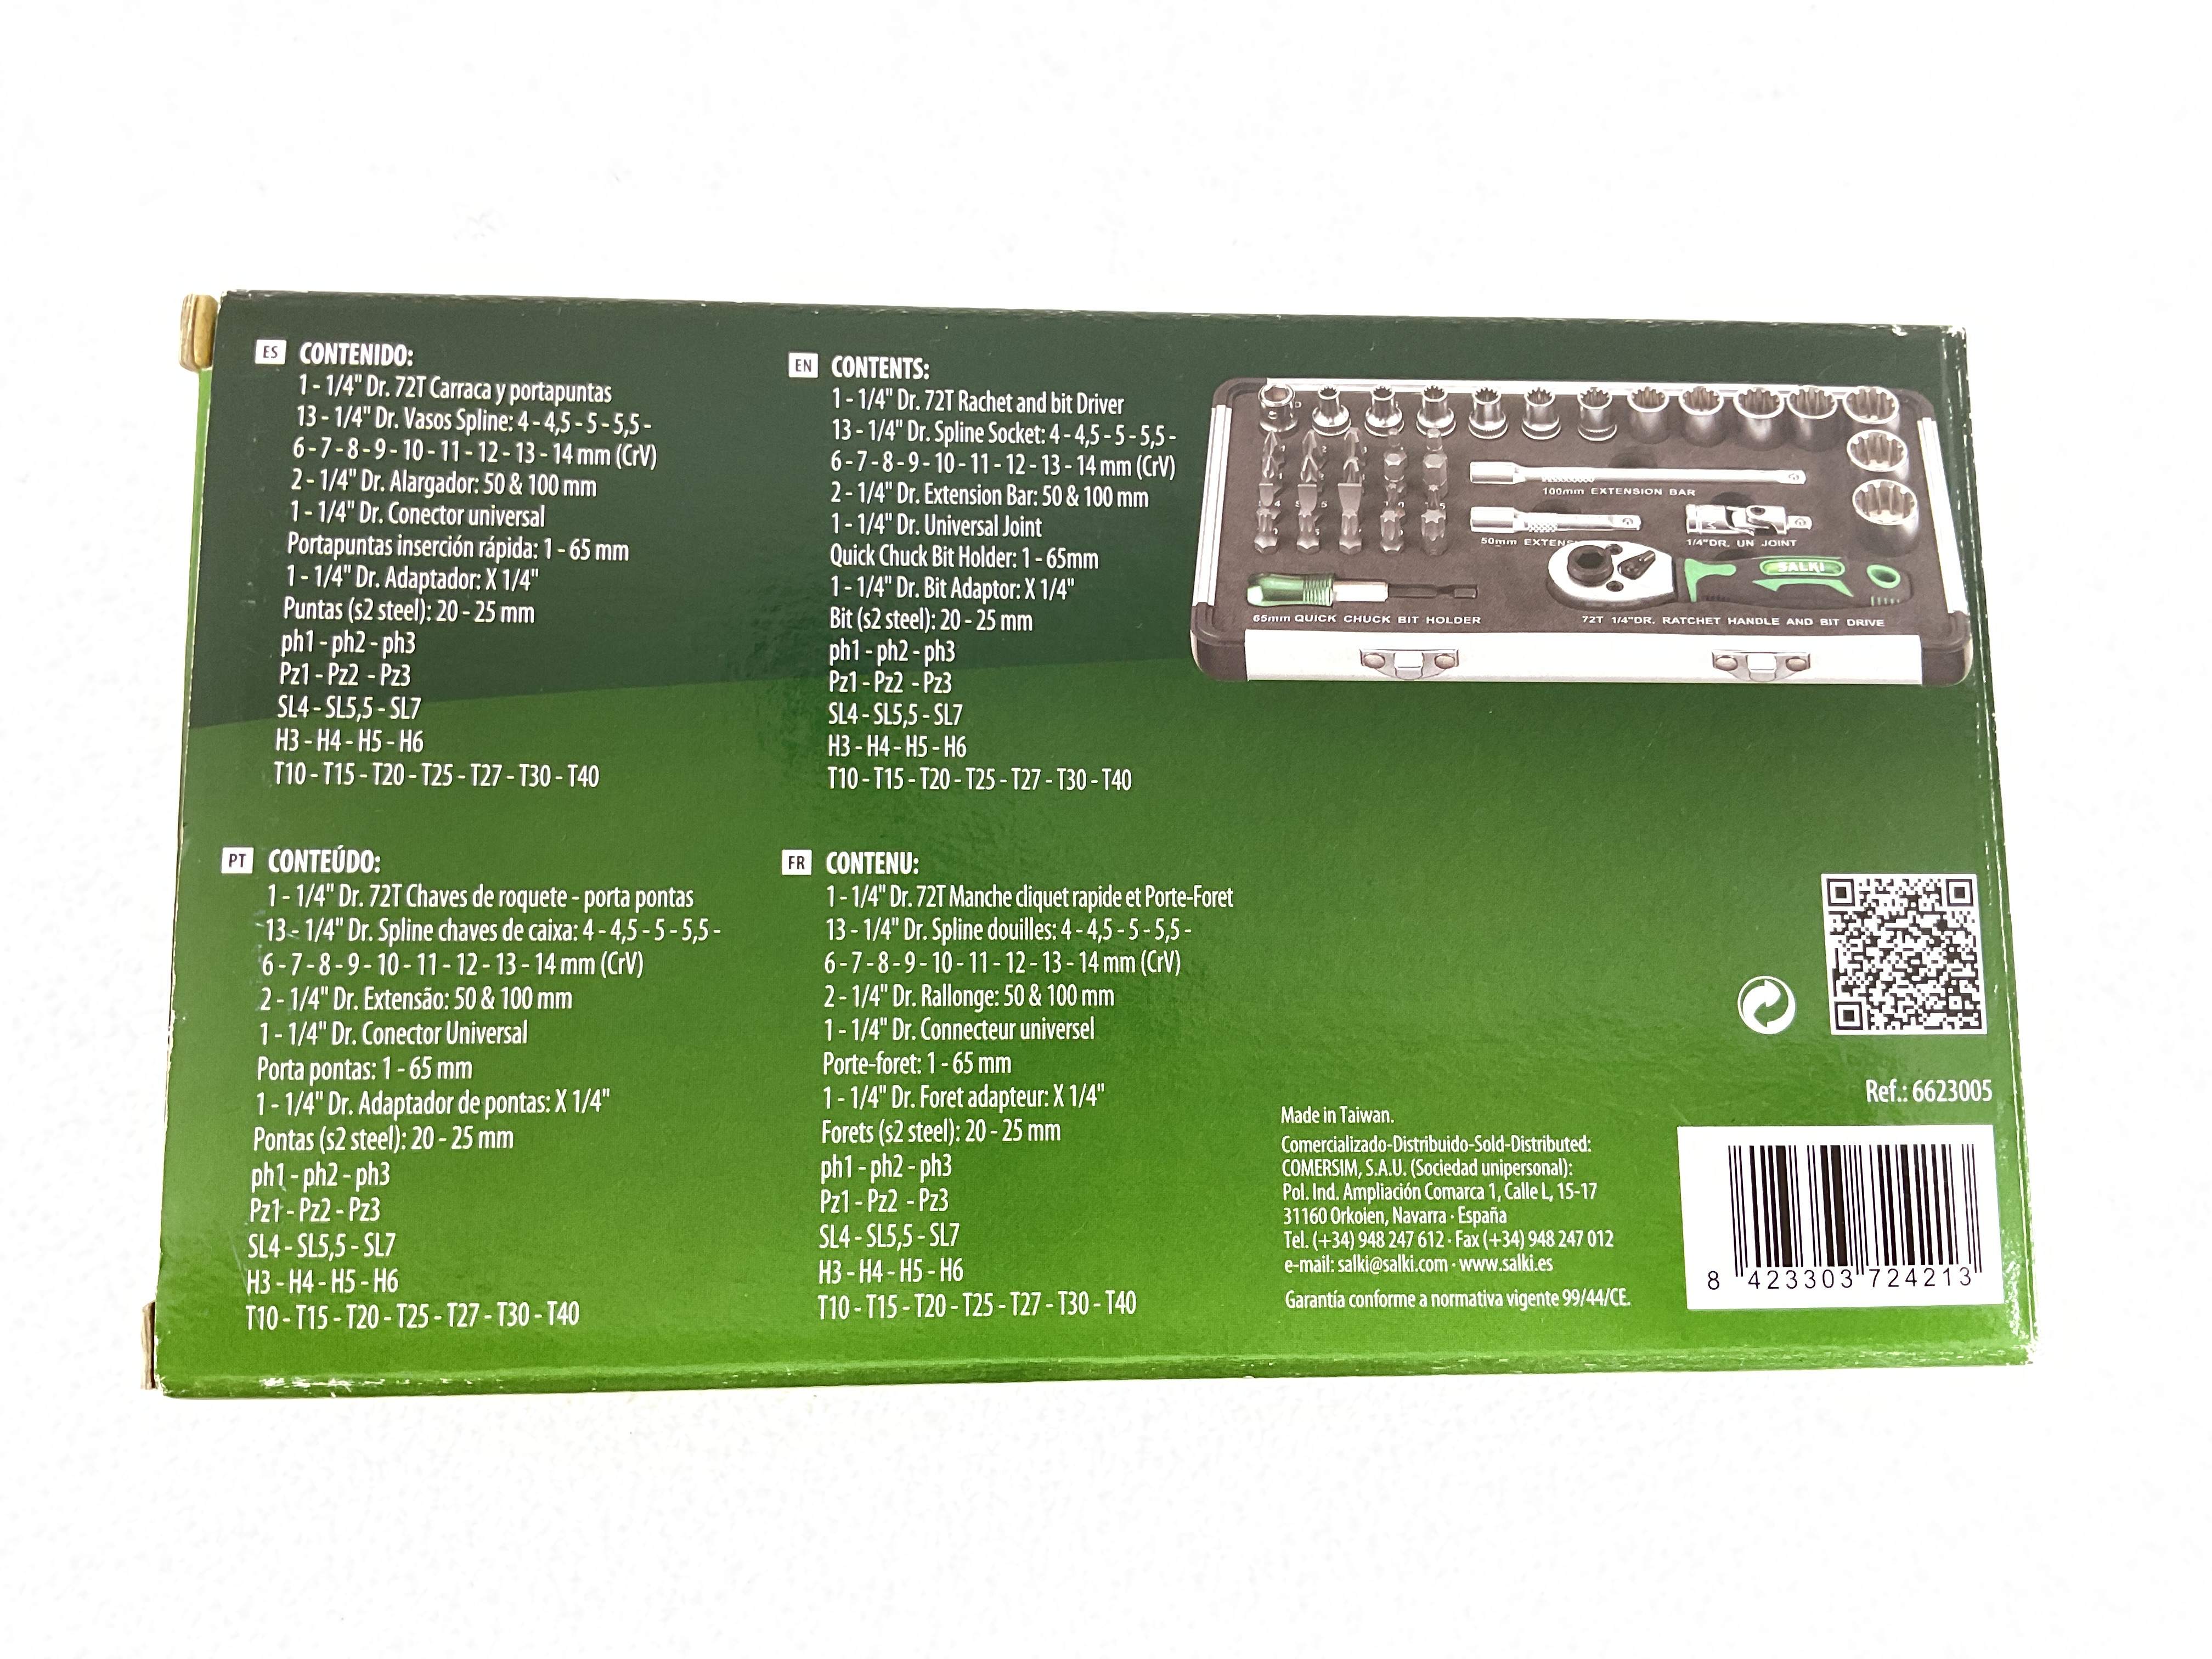 ES CONTENIDO:
1 - 1/4" Dr. 72T Carraca y portapuntas
13 - 1/4" Dr. Vasos Spline: 4 - 4,5 - 5 - 5,5 -
6 - 7 - 8 - 9 - 10 - 11 - 12 - 13 - 14 mm (CrV)
2 - 1/4" Dr. Alargador: 50 & 100 mm
1 - 1/4" Dr. Conector universal
Portapuntas inserción rápida: 1 - 65 mm
1 - 1/4" Dr. Adaptador: X 1/4"
Puntas (s2 steel): 20 - 25 mm
ph1 - ph2 - ph3
Pz1 - Pz2 - Pz3
SL4 - SL5,5 - SL7
H3 - H4 - H5 - H6
T10 - T15 - T20 - T25 - T27 - T30 - T40
EN CONTENTS:
1 - 1/4" Dr. 72T Rachet and bit Driver
13 - 1/4" Dr. Spline Socket: 4 - 4,5 - 5 - 5,5 -
6 - 7 - 8 - 9 - 10 - 11 - 12 - 13 - 14 mm (CrV)
2 - 1/4" Dr. Extension Bar: 50 & 100 mm
1 - 1/4" Dr. Universal Joint
Quick Chuck Bit Holder: 1 - 65mm
1 - 1/4" Dr. Bit Adaptor: X 1/4"
Bit (s2 steel): 20 - 25 mm
ph1 - ph2 - ph3
Pz1 - Pz2 - Pz3
SL4 - SL5,5 - SL7
H3 - H4 - H5 - H6
T10 - T15 - T20 - T25 - T27 - T30 - T40
100mm EXTENSION BAR
50mm EXTENS
1/4"DR. UN JOINT
SALKI
65mm QUICK CHUCK BIT HOLDER
72T 1/4"DR. RATCHET HANDLE AND BIT DRIVE
PT CONTEÚDO:
1 - 1/4" Dr. 72T Chaves de roquete - porta pontas
13 - 1/4" Dr. Spline chaves de caixa: 4 - 4,5 - 5 - 5,5 -
6 - 7 - 8 - 9 - 10 - 11 - 12 - 13 - 14 mm (CrV)
2 - 1/4" Dr. Extensão: 50 & 100 mm
1 - 1/4" Dr. Conector Universal
Porta pontas: 1 - 65 mm
1 - 1/4" Dr. Adaptador de pontas: X 1/4"
Pontas (s2 steel): 20 - 25 mm
ph1 - ph2 - ph3
Pz1 - Pz2 - Pz3
SL4 - SL5,5 - SL7
H3 - H4 - H5 - H6
T10 - T15 - T20 - T25 - T27 - T30 - T40
FR CONTENU:
1 - 1/4" Dr. 72T Manche cliquet rapide et Porte-Foret
13 - 1/4" Dr. Spline douilles: 4 - 4,5 - 5 - 5,5 -
6 - 7 - 8 - 9 - 10 - 11 - 12 - 13 - 14 mm (CrV)
2 - 1/4" Dr. Rallonge: 50 & 100 mm
1 - 1/4" Dr. Connecteur universel
Porte-foret: 1 - 65 mm
1 - 1/4" Dr. Foret adapteur: X 1/4"
Forets (s2 steel): 20 - 25 mm
ph1 - ph2 - ph3
Pz1 - Pz2 - Pz3
SL4 - SL5,5 - SL7
H3 - H4 - H5 - H6
T10 - T15 - T20 - T25 - T27 - T30 - T40
Made in Taiwan.
Comercializado-Distribuido-Sold-Distributed:
COMERSIM, S.A.U. (Sociedad unipersonal):
Pol. Ind. Ampliación Comarca 1, Calle L, 15-17
31160 Orkoien, Navarra · España
Tel. (+34) 948 247 612 · Fax (+34) 948 247 012
e-mail: salki@salki.com · www.salki.es
Garantía conforme a normativa vigente 99/44/CE.
Ref.: 6623005
8 423303 724213